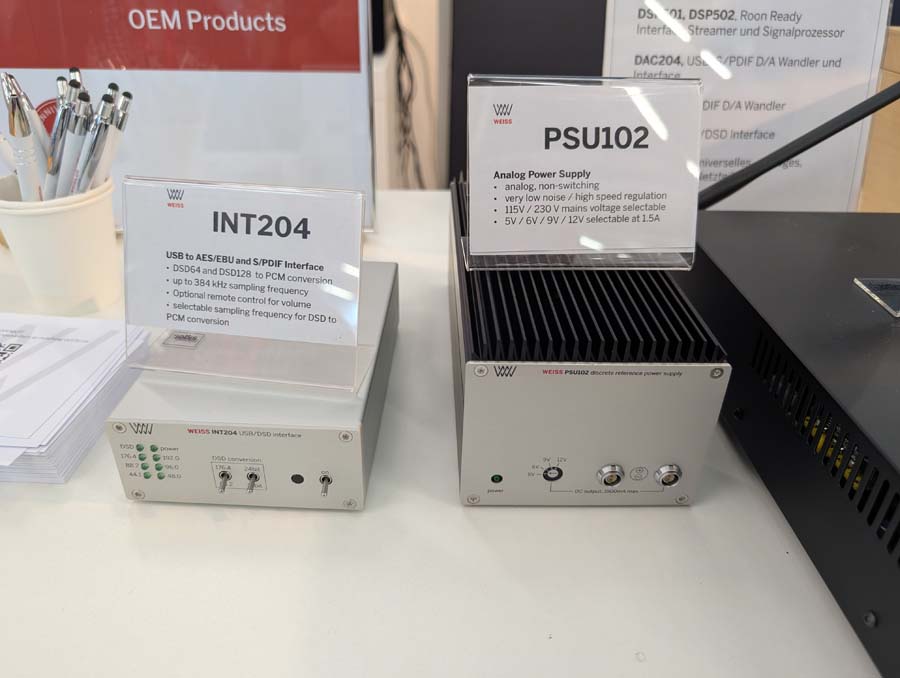 OEM Products
DSP501, DSP502, Roon Ready
Interface Streamer und Signalprozessor
DAC204, USB S/PDIF D/A Wandler und
Interface
DIF D/A Wandler
/DSD Interface
WEISS
PSU102
Analog Power Supply
• analog, non-switching
• very low noise / high speed regulation
• 115V / 230 V mains voltage selectable
• 5V / 6V / 9V / 12V selectable at 1.5A
WEISS
INT204
USB to AES/EBU and S/PDIF Interface
• DSD64 and DSD128 to PCM conversion
• up to 384 kHz sampling frequency
• Optional remote control for volume
• selectable sampling frequency for DSD to
PCM conversion
WEISS INT204 USB/DSD interface
DSD power
176.4 192.0
88.2 96.0
44.1 48.0
DSD conversion
176.4 24bit
on
WEISS PSU102 discrete reference power supply
9V 12V
6V
5V
power
DC output, 1500mA max.